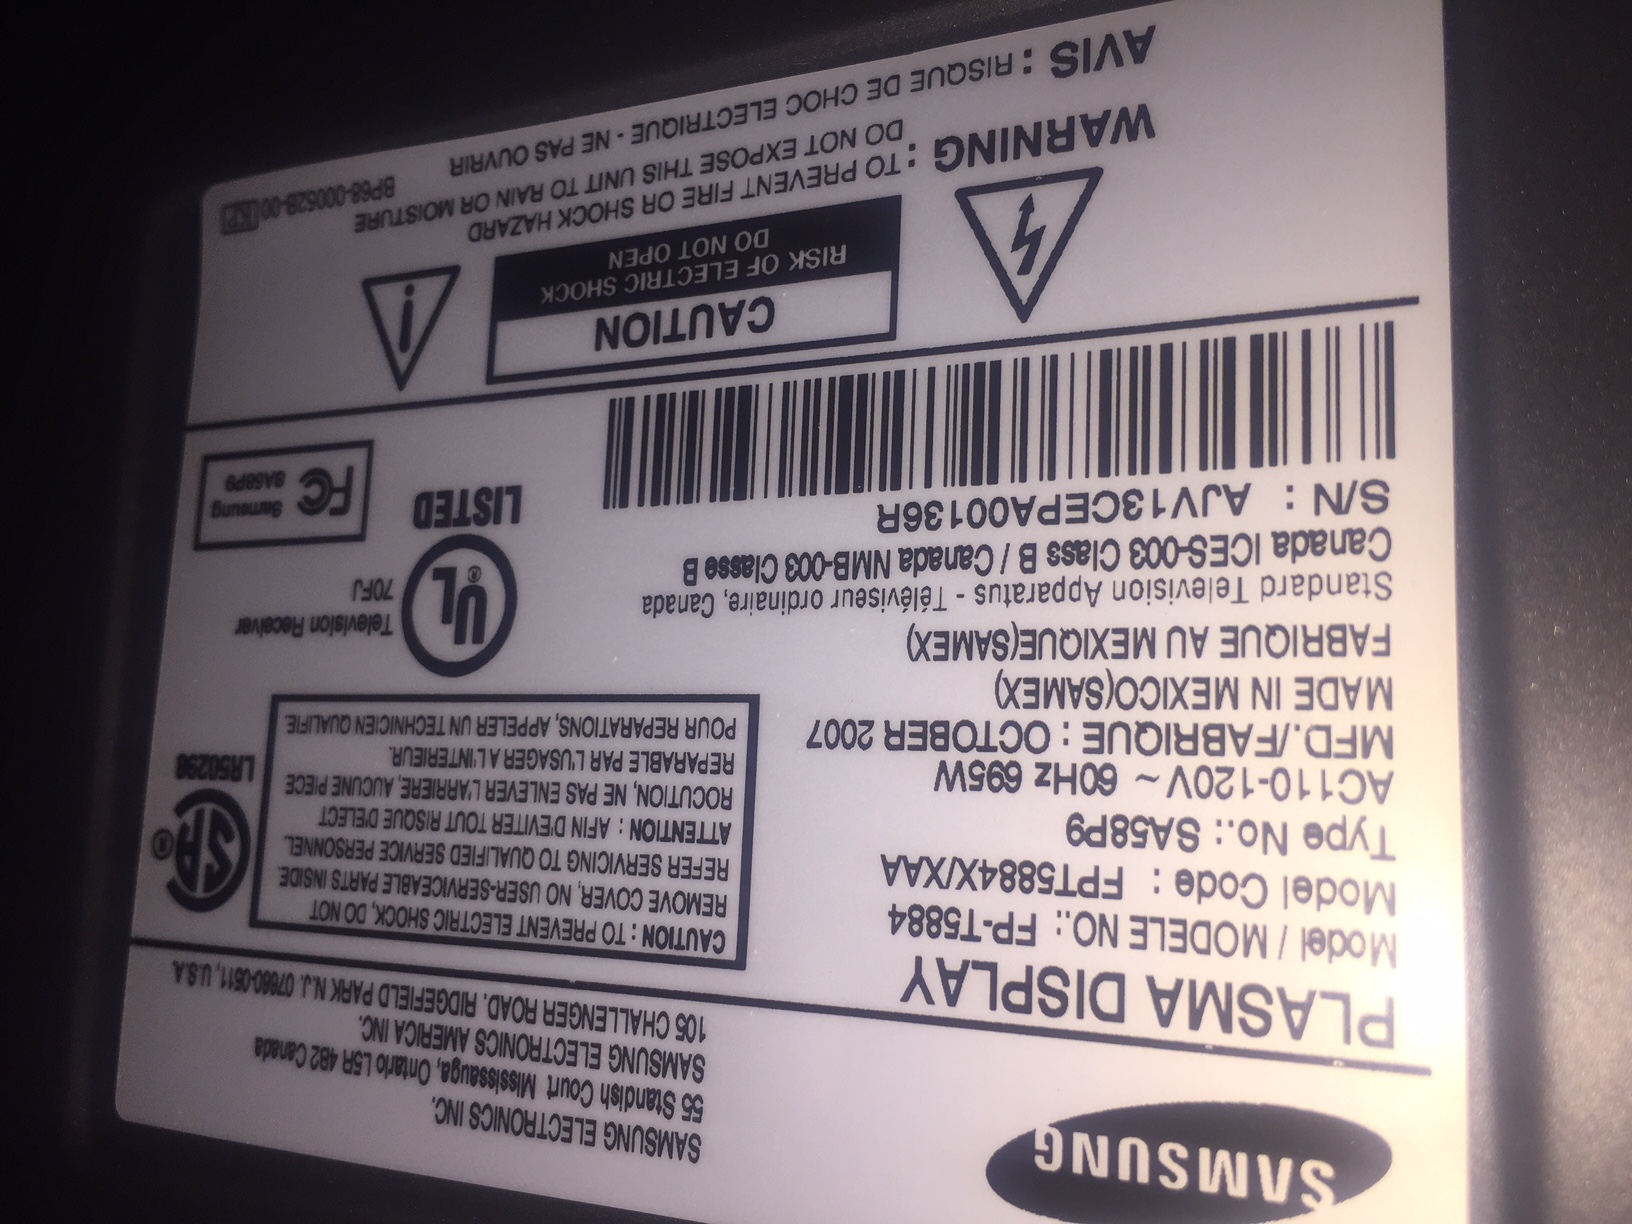 SAMSUNG
SAMSUNG ELECTRONICS INC.
55 Standish Court Mississauga, Ontario L5R 4B2 Canada
SAMSUNG ELECTRONICS AMERICA INC.
105 CHALLENGER ROAD. RIDGEFIELD PARK N.J. 07660-0511, U.S.A.
PLASMA DISPLAY
Model / MODELE NO.: FP-T5884
Model Code : FPT5884X/XAA
Type No.: SA58P9
AC110-120V ~ 60Hz 695W
MFD./FABRIQUE : OCTOBER 2007
MADE IN MEXICO(SAMEX)
FABRIQUE AU MEXIQUE(SAMEX)
Standard Television Apparatus - Téléviseur ordinaire, Canada
Canada ICES-003 Class B / Canada NMB-003 Classe B
S/N : AJV13CEPA00136R
CAUTION : TO PREVENT ELECTRIC SHOCK, DO NOT
REMOVE COVER, NO USER-SERVICEABLE PARTS INSIDE.
REFER SERVICING TO QUALIFIED SERVICE PERSONNEL
ATTENTION : AFIN D'EVITER TOUT RISQUE D'ELECT
ROCUTION, NE PAS ENLEVER L'ARRIERE, AUCUNE PIECE
REPARABLE PAR L'USAGER A L'INTERIEUR.
POUR REPARATIONS, APPELER UN TECHNICIEN QUALIFIE.
SA ®
LR50298
UL ®
LISTED
Television Receiver
70FJ
FC
Samsung
SA58P9
CAUTION
RISK OF ELECTRIC SHOCK
DO NOT OPEN
i
WARNING : TO PREVENT FIRE OR SHOCK HAZARD
DO NOT EXPOSE THIS UNIT TO RAIN OR MOISTURE
AVIS : RISQUE DE CHOC ELECTRIQUE - NE PAS OUVRIR
BP68-00052B-00